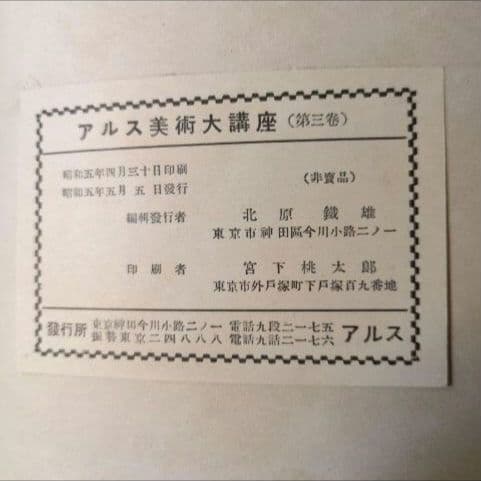 アルス美術大講座（第三卷）
昭和五年四月三十日印刷
昭和五年五月五日發行
（非賣品）
編輯發行者 北原鐵雄
東京市神田區今川小路二ノ一
印刷者 宮下桃太郎
東京市外戶塚町下戶塚百九番地
發行所 東京神田今川小路二ノ一 電話九段二一七五 アルス
振替東京二四八八八 電話九話二一七六